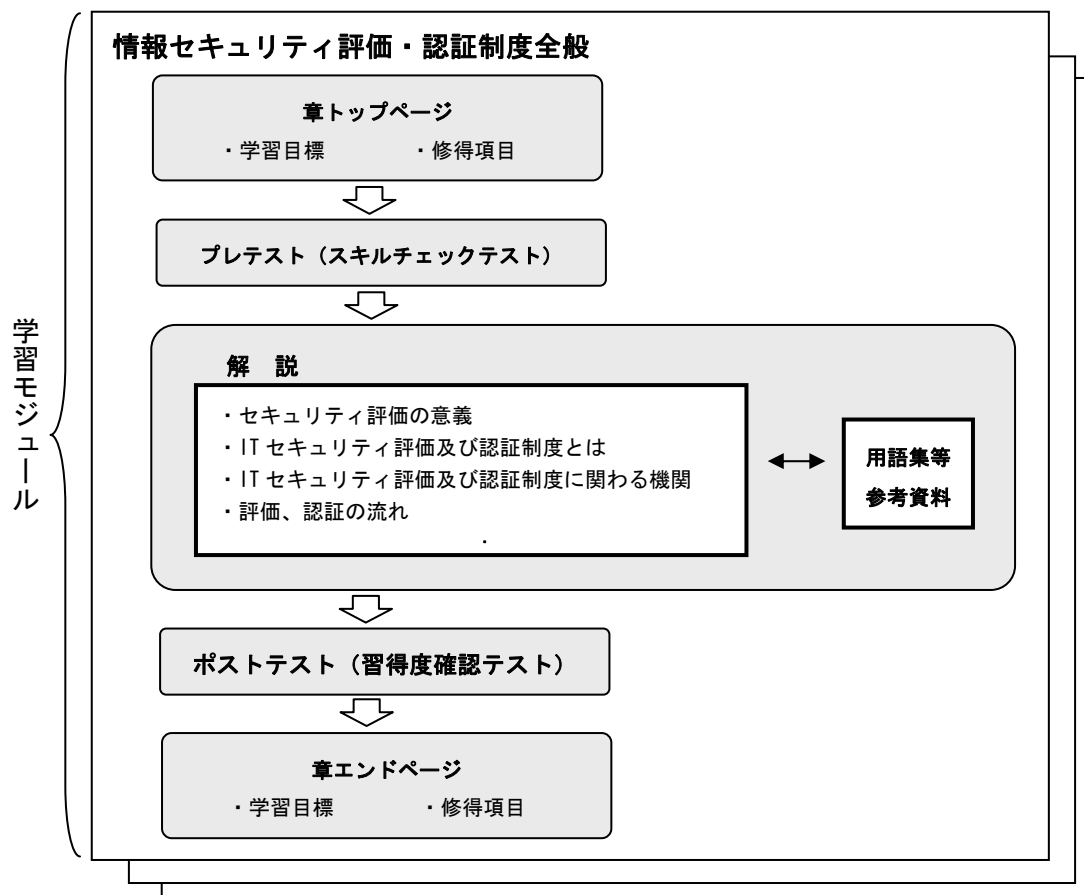 情報セキュリティ評価・認証制度全般
章トップページ
・学習目標 ・修得項目
プレテスト（スキルチェックテスト）
学習モジュール
解 説
・セキュリティ評価の意義
・IT セキュリティ評価及び認証制度とは
・IT セキュリティ評価及び認証制度に関わる機関
・評価、認証の流れ
．
用語集等
参考資料
ポストテスト（習得度確認テスト）
章エンドページ
・学習目標 ・修得項目